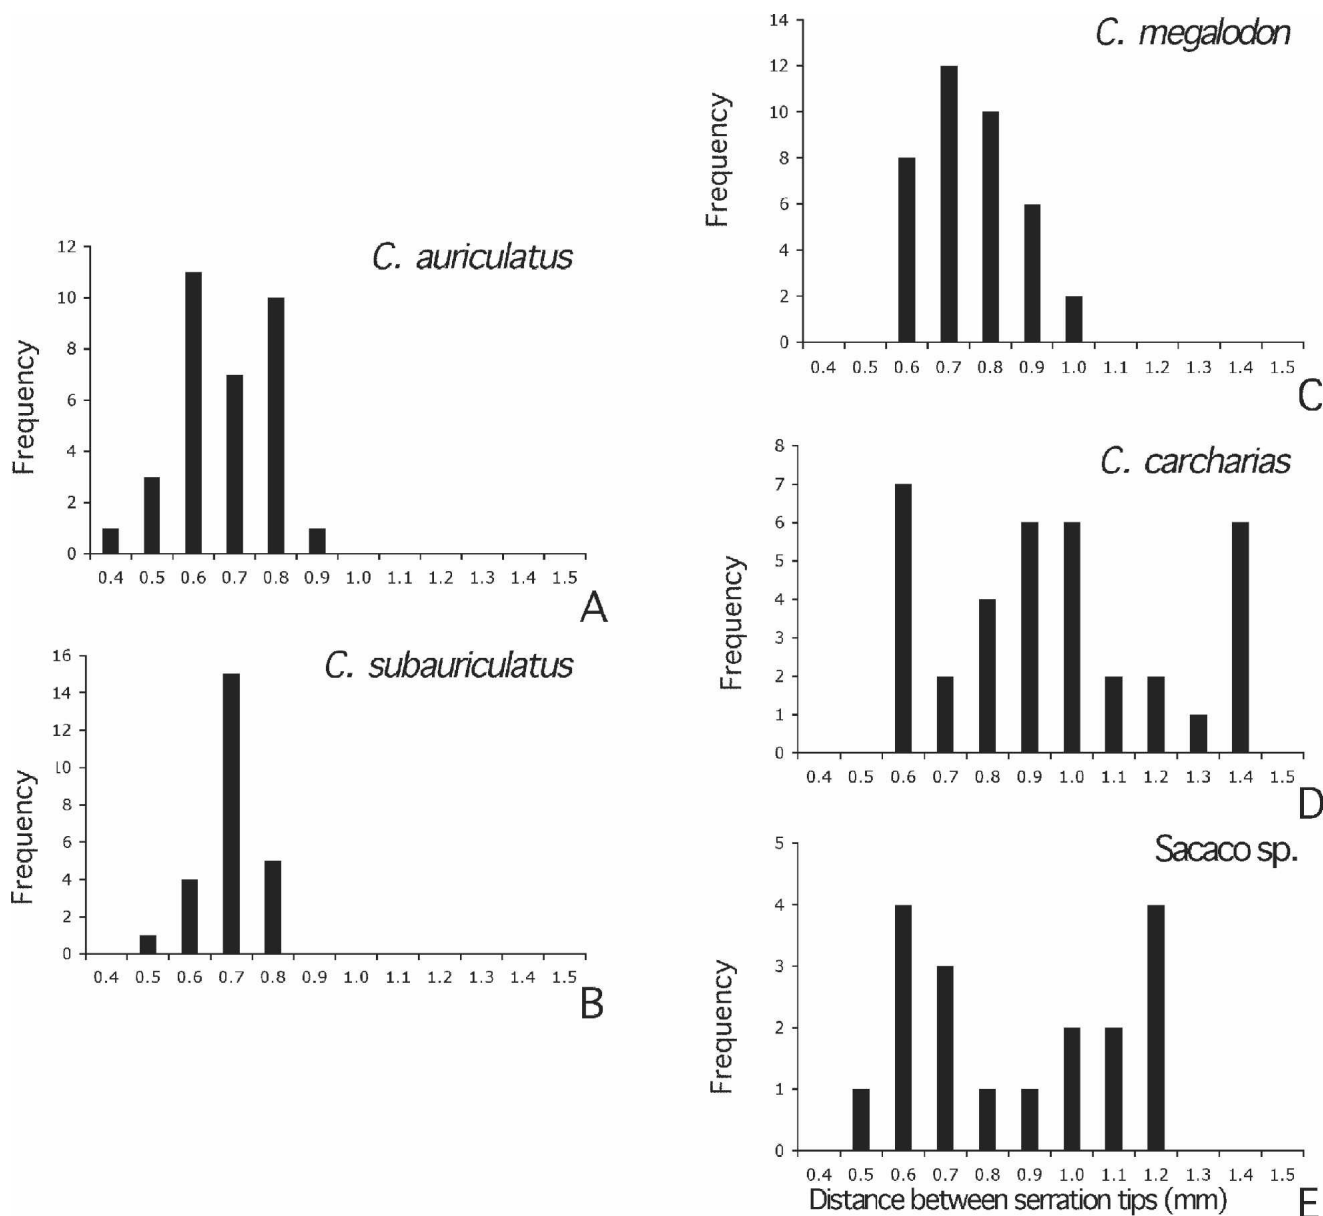 C. auriculatus
Frequency
12
10
8
6
4
2
0
0.4 0.5 0.6 0.7 0.8 0.9 1.0 1.1 1.2 1.3 1.4 1.5
A
C. subauriculatus
Frequency
16
14
12
10
8
6
4
2
0
0.4 0.5 0.6 0.7 0.8 0.9 1.0 1.1 1.2 1.3 1.4 1.5
B
C. megalodon
Frequency
14
12
10
8
6
4
2
0
0.4 0.5 0.6 0.7 0.8 0.9 1.0 1.1 1.2 1.3 1.4 1.5
C
C. carcharias
Frequency
8
7
6
5
4
3
2
1
0
0.4 0.5 0.6 0.7 0.8 0.9 1.0 1.1 1.2 1.3 1.4 1.5
D
Sacaco sp.
Frequency
5
4
3
2
1
0
0.4 0.5 0.6 0.7 0.8 0.9 1.0 1.1 1.2 1.3 1.4 1.5
Distance between serration tips (mm)
E